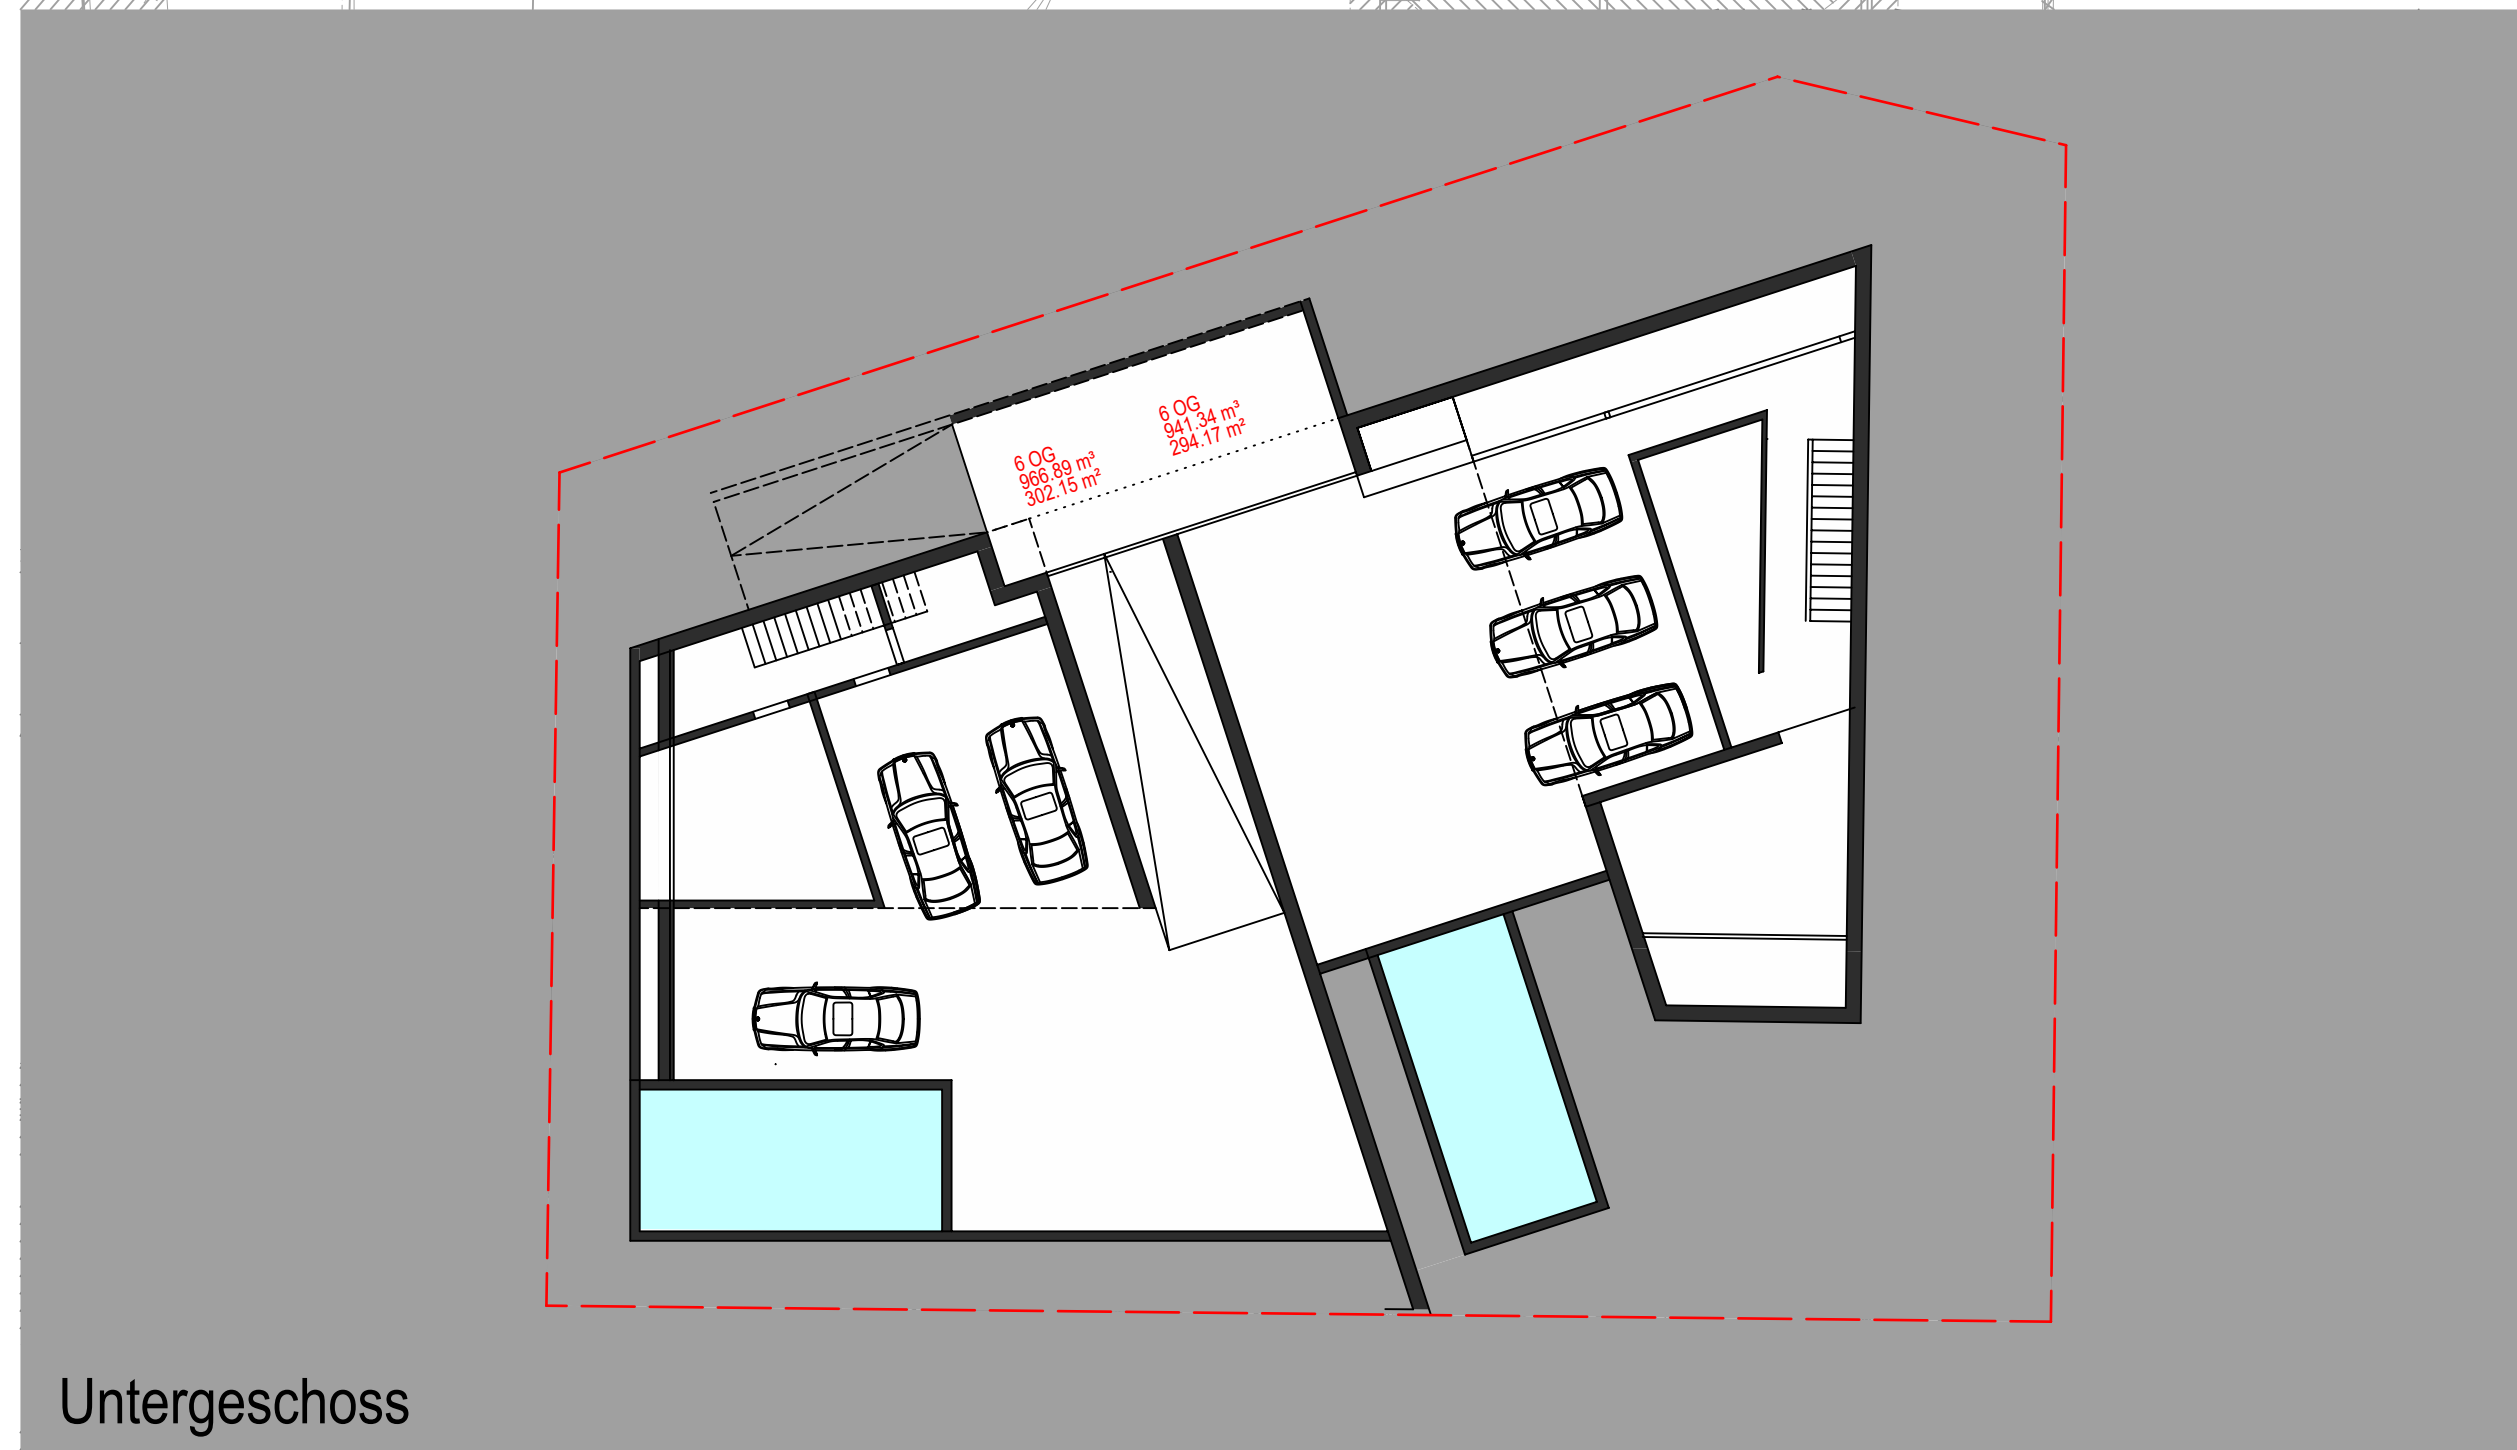 6 OG
941.34 m³
294.17 m²
6 OG
966.89 m³
302.15 m²
Untergeschoss